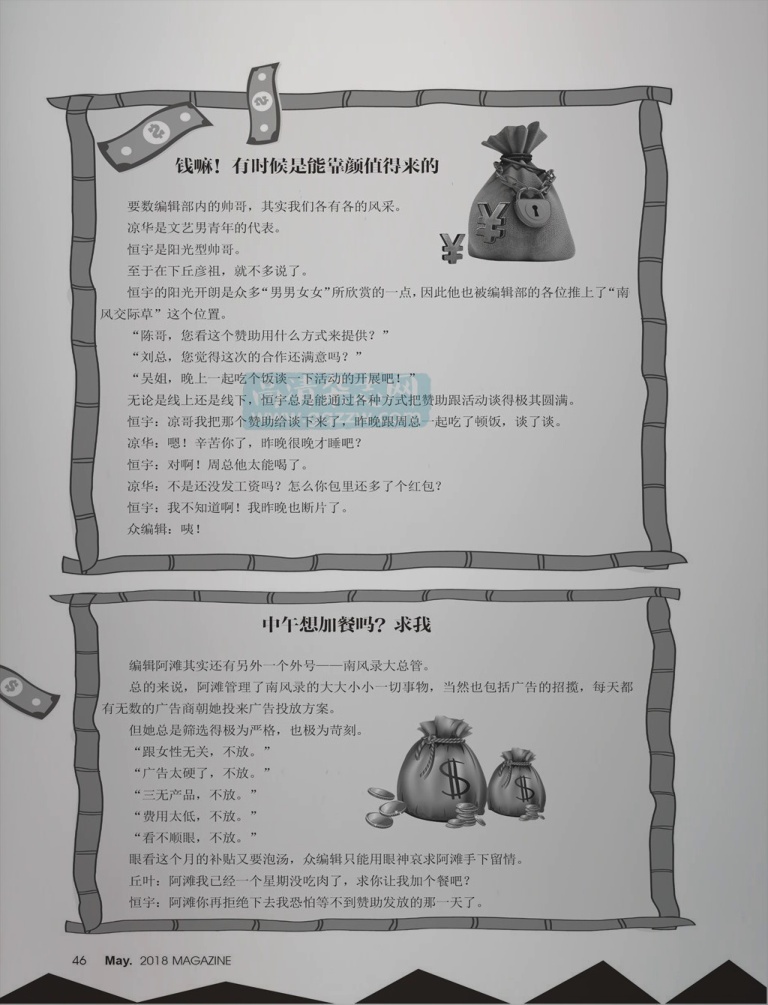 钱嘛！有时候是能靠颜值得来的
要数编辑部内的帅哥，其实我们各有各的风采。
凉华是文艺男青年的代表。
恒宇是阳光型帅哥。
至于在下丘彦祖，就不多说了。
恒宇的阳光开朗是众多“男男女女”所欣赏的一点，因此他也被编辑部的各位推上了“南
风交际草”这个位置。
“陈哥，您看这个赞助用什么方式来提供？”
“刘总，您觉得这次的合作还满意吗？”
“吴姐，晚上一起吃个饭谈一下活动的开展吧！”
无论是线上还是线下，恒宇总是能通过各种方式把赞助跟活动谈得极其圆满。
恒宇：凉哥我把那个赞助给谈下来了，昨晚跟周总一起吃了顿饭，谈了谈。
凉华：嗯！辛苦你了，昨晚很晚才睡吧？
恒宇：对啊！周总他太能喝了。
凉华：不是还没发工资吗？怎么你包里还多了个红包？
恒宇：我不知道啊！我昨晚也断片了。
众编辑：咦！
中午想加餐吗？求我
编辑阿滩其实还有另外一个外号——南风录大总管。
总的来说，阿滩管理了南风录的大大小小一切事物，当然也包括广告的招揽，每天都
有无数的广告商朝她投来广告投放方案。
但她总是筛选得极为严格，也极为苛刻。
“跟女性无关，不放。”
“广告太硬了，不放。”
“三无产品，不放。”
“费用太低，不放。”
“看不顺眼，不放。”
眼看这个月的补贴又要泡汤，众编辑只能用眼神哀求阿滩手下留情。
丘叶：阿滩我已经一个星期没吃肉了，求你让我加个餐吧？
恒宇：阿滩你再拒绝下去我恐怕等不到赞助发放的那一天了。
46 May. 2018 MAGAZINE